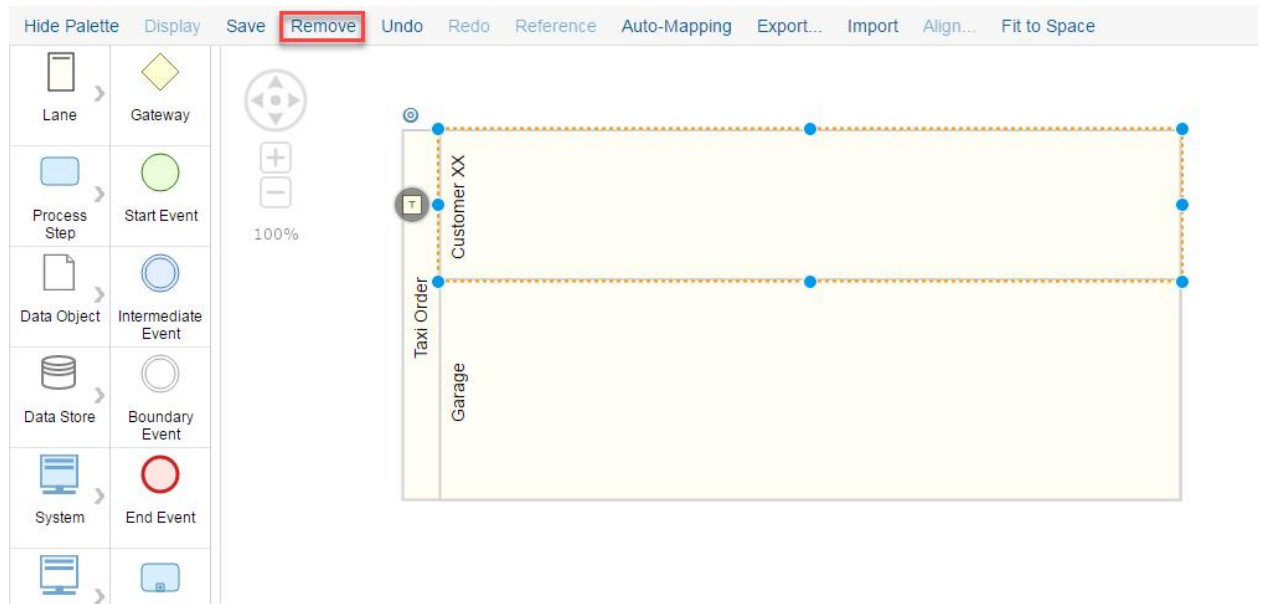 Hide Palette Display Save Remove Undo Redo Reference Auto-Mapping Export... Import Align... Fit to Space
Lane
Gateway
Process
Step
Start Event
Data Object
Intermediate
Event
Data Store
Boundary
Event
System
End Event
100%
Taxi Order
T
Customer XX
Garage